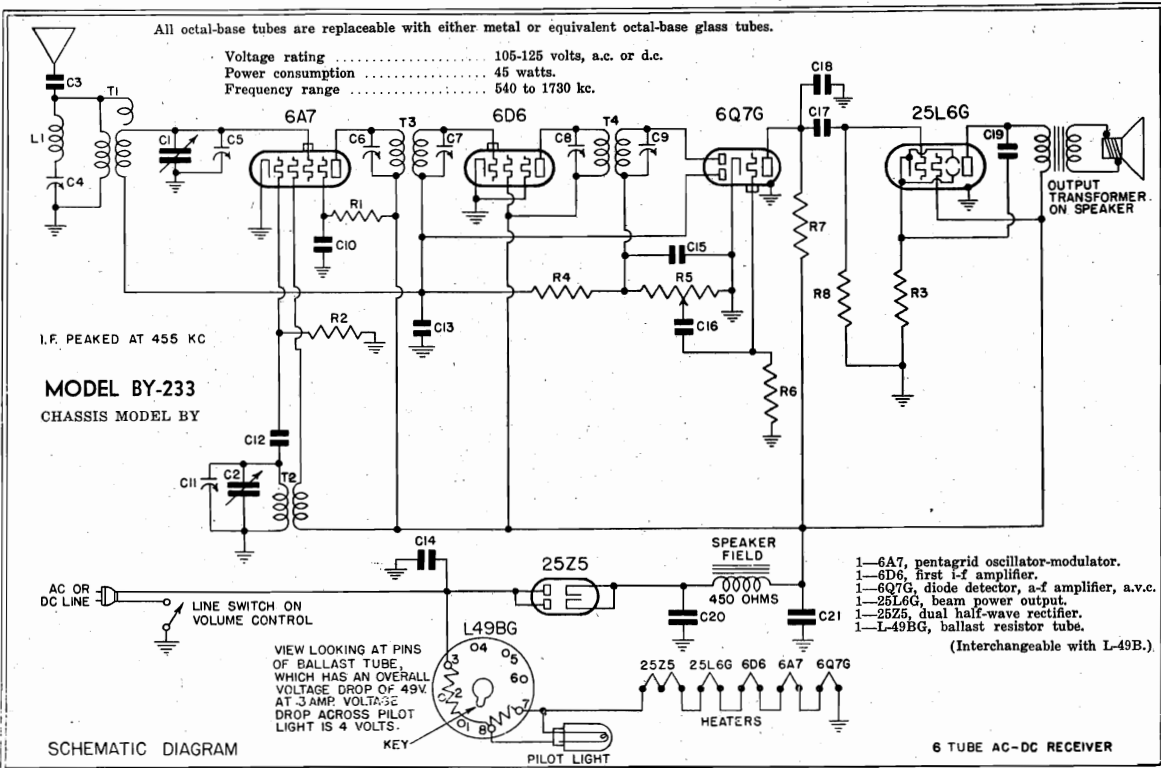 All octal-base tubes are replaceable with either metal or equivalent octal-base glass tubes.
Voltage rating ...................... 105-125 volts, a.c. or d.c.
Power consumption .................. 45 watts.
Frequency range ..................... 540 to 1730 kc.
C3
T1
L1
C4
C1
C5
6A7
C6
T3
C7
6D6
C8
T4
C9
6Q7G
C18
C17
25L6G
C19
OUTPUT
TRANSFORMER
ON SPEAKER
R1
C10
R7
C15
R4
R5
R8
R3
R2
C13
C16
R6
I.F. PEAKED AT 455 KC
MODEL BY-233
CHASSIS MODEL BY
C12
C11
C2
T2
C14
25Z5
SPEAKER
FIELD
450 OHMS
C20
C21
AC OR
DC LINE
LINE SWITCH ON
VOLUME CONTROL
1—6A7, pentagrid oscillator-modulator.
1—6D6, first i-f amplifier.
1—6Q7G, diode detector, a-f amplifier, a.v.c.
1—25L6G, beam power output.
1—25Z5, dual half-wave rectifier.
1—L-49BG, ballast resistor tube.
(Interchangeable with L-49B.)
L49BG
VIEW LOOKING AT PINS
OF BALLAST TUBE,
WHICH HAS AN OVERALL
VOLTAGE DROP OF 49V.
AT .3 AMP. VOLTAGE
DROP ACROSS PILOT
LIGHT IS 4 VOLTS.
KEY
3
4
5
6
2
7
1
8
PILOT LIGHT
25Z5 25L6G 6D6 6A7 6Q7G
HEATERS
SCHEMATIC DIAGRAM
6 TUBE AC-DC RECEIVER